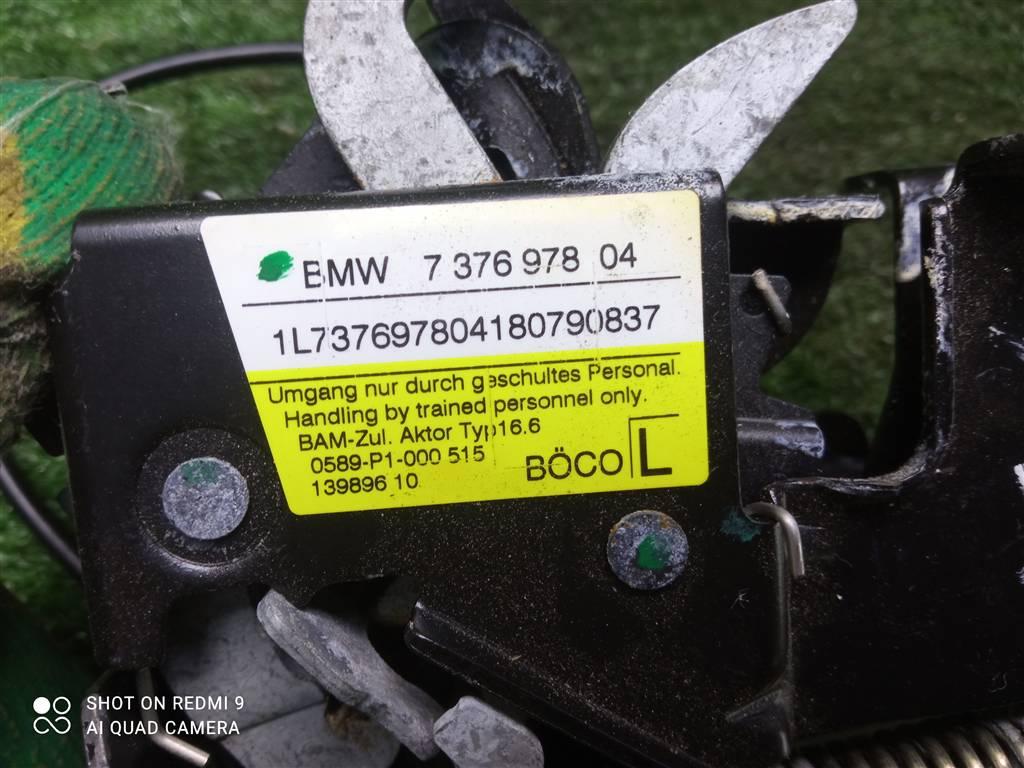 BMW 7 376 978 04
1L737697804180790837
Umgang nur durch geschultes Personal.
Handling by trained personnel only.
BAM-Zul. Aktor Typ16.6
0589-P1-000 515
139896 10
BÖCO L
SHOT ON REDMI 9
AI QUAD CAMERA